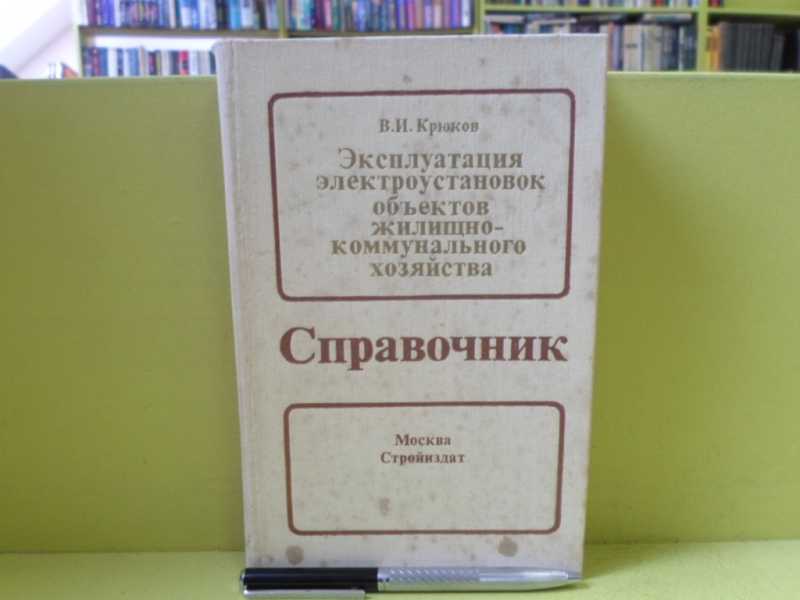 В.И. Крюков
Эксплуатация
электроустановок
объектов
жилищно-
коммунального
хозяйства
Справочник
Москва
Стройиздат